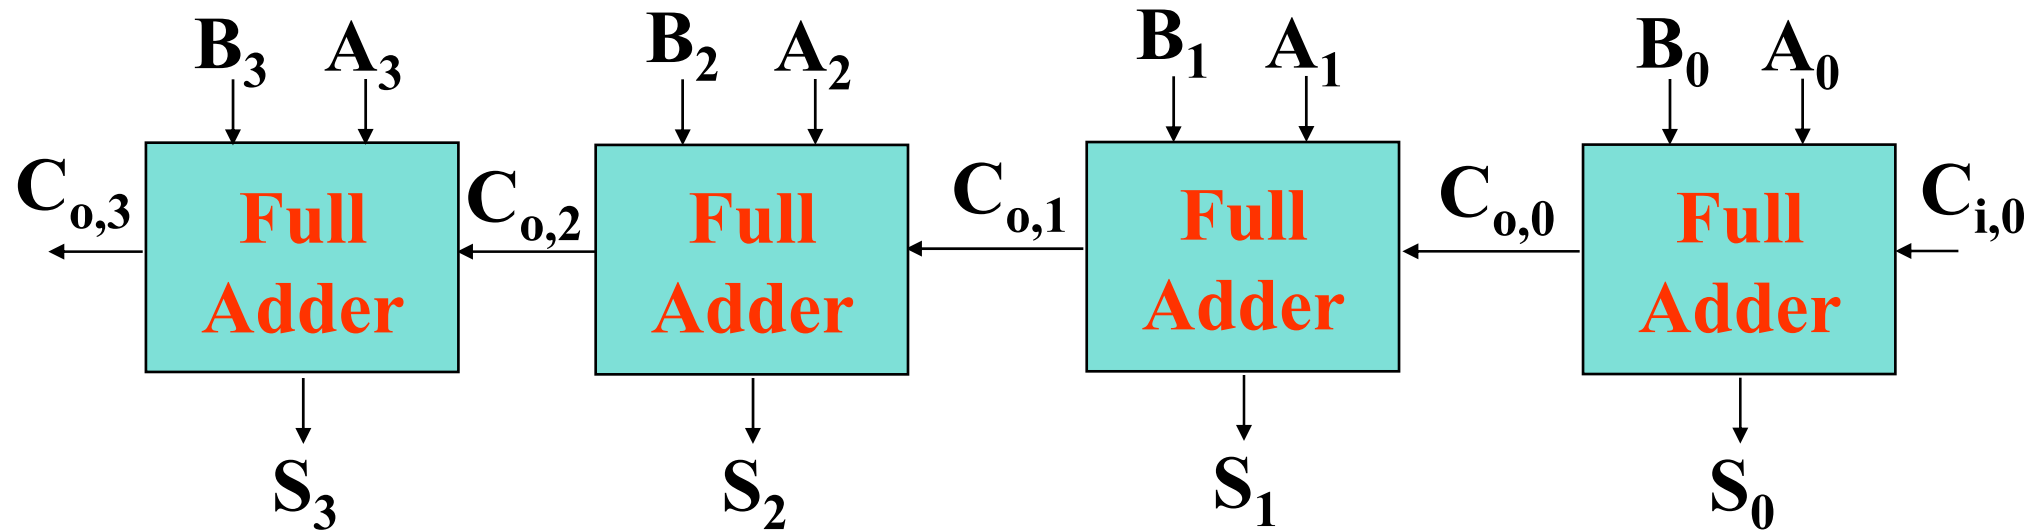 B3 A3 B2 A2 B1 A1 B0 A0
Co,3 Co,2 Co,1 Co,0 Ci,0
Full Adder
Full Adder
Full Adder
Full Adder
S3 S2 S1 S0